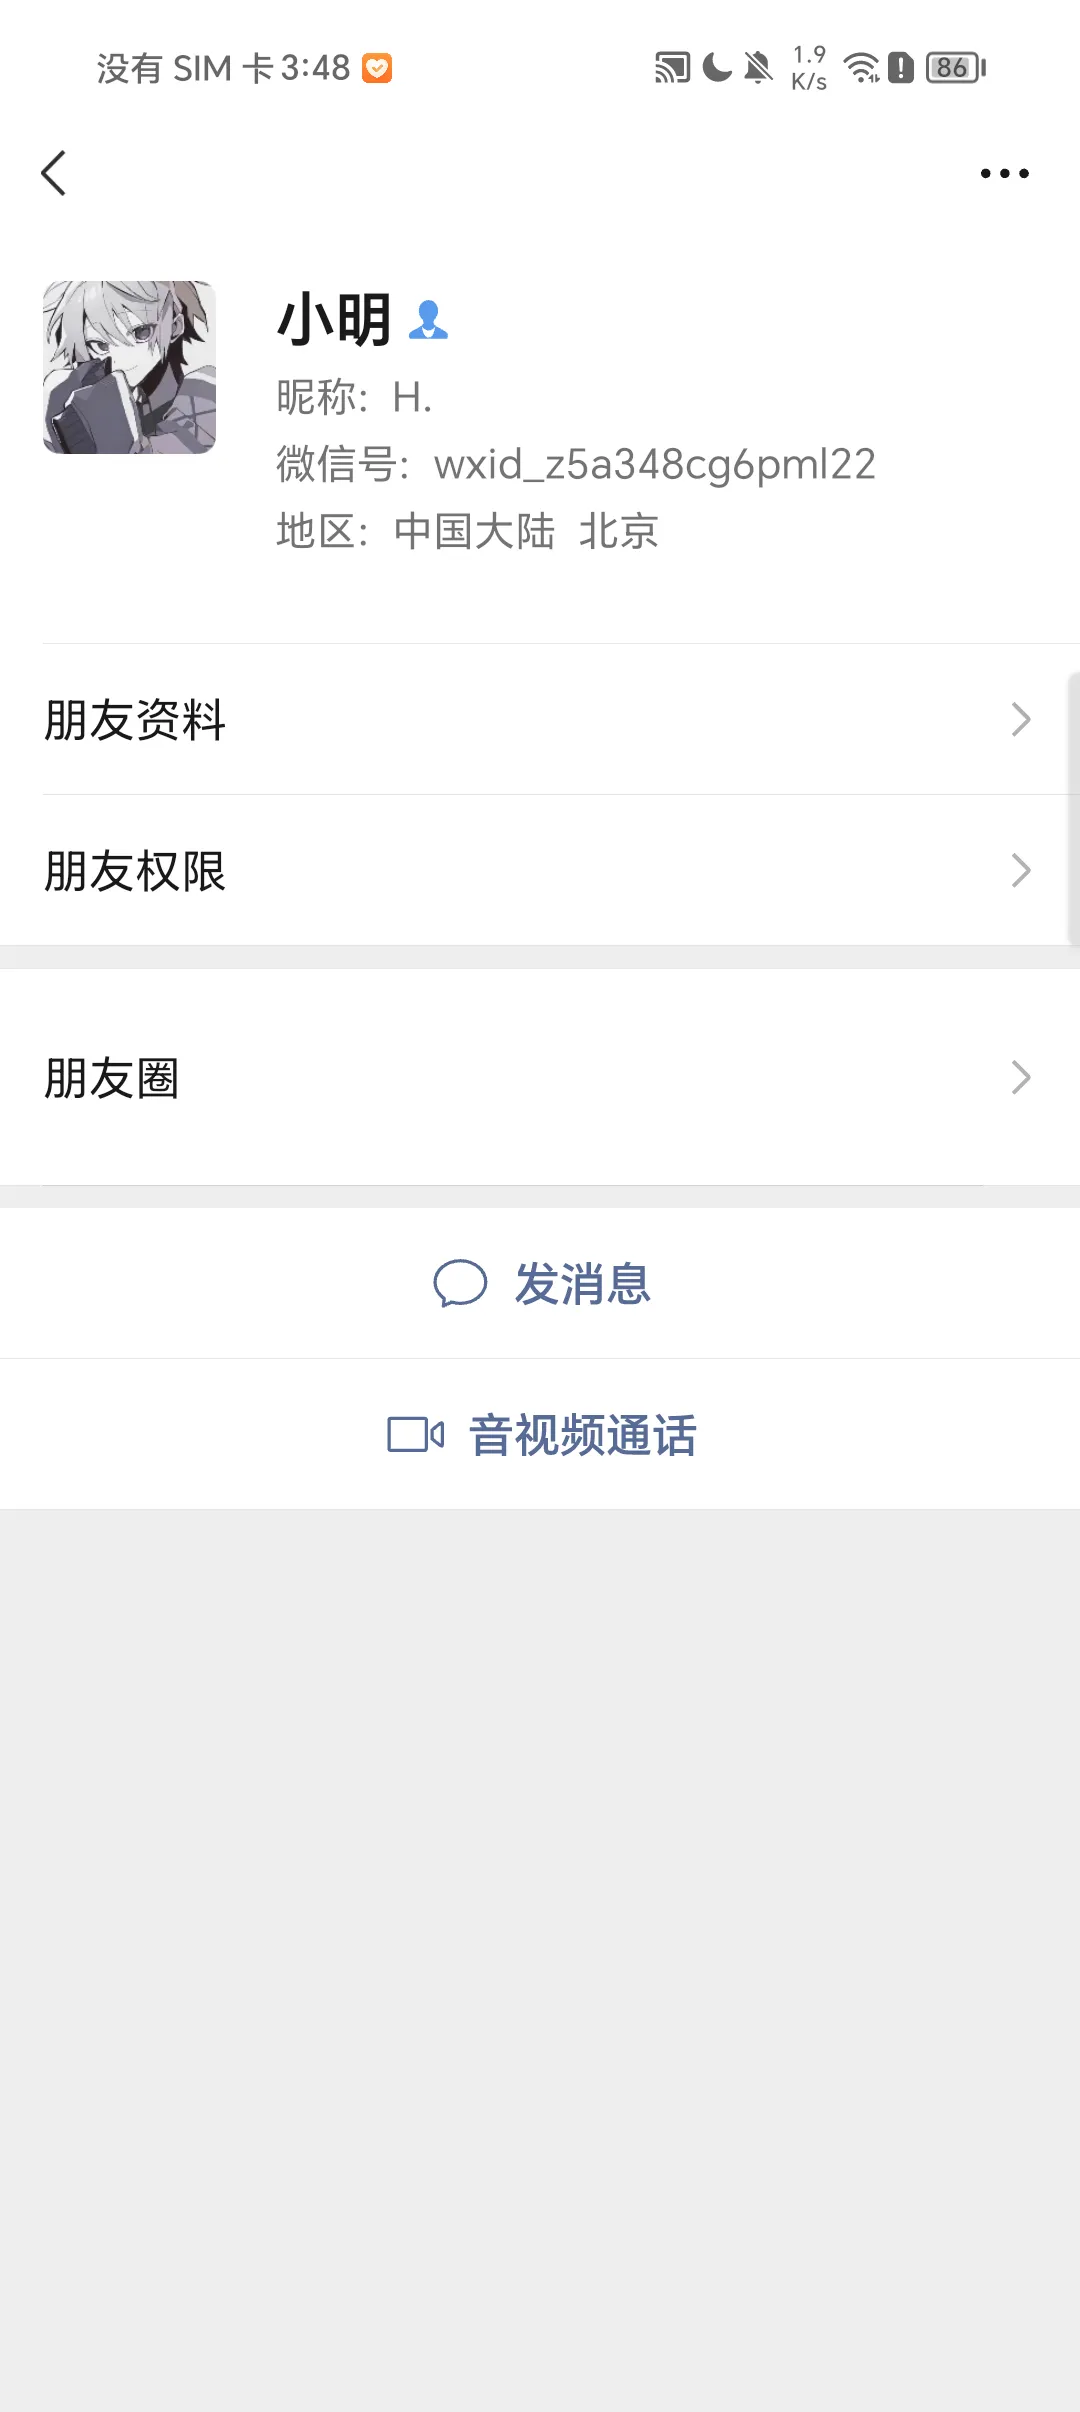 没有 SIM 卡 3:48
1.9 K/s
86
小明
昵称: H.
微信号: wxid_z5a348cg6pml22
地区: 中国大陆 北京
朋友资料
朋友权限
朋友圈
发消息
音视频通话